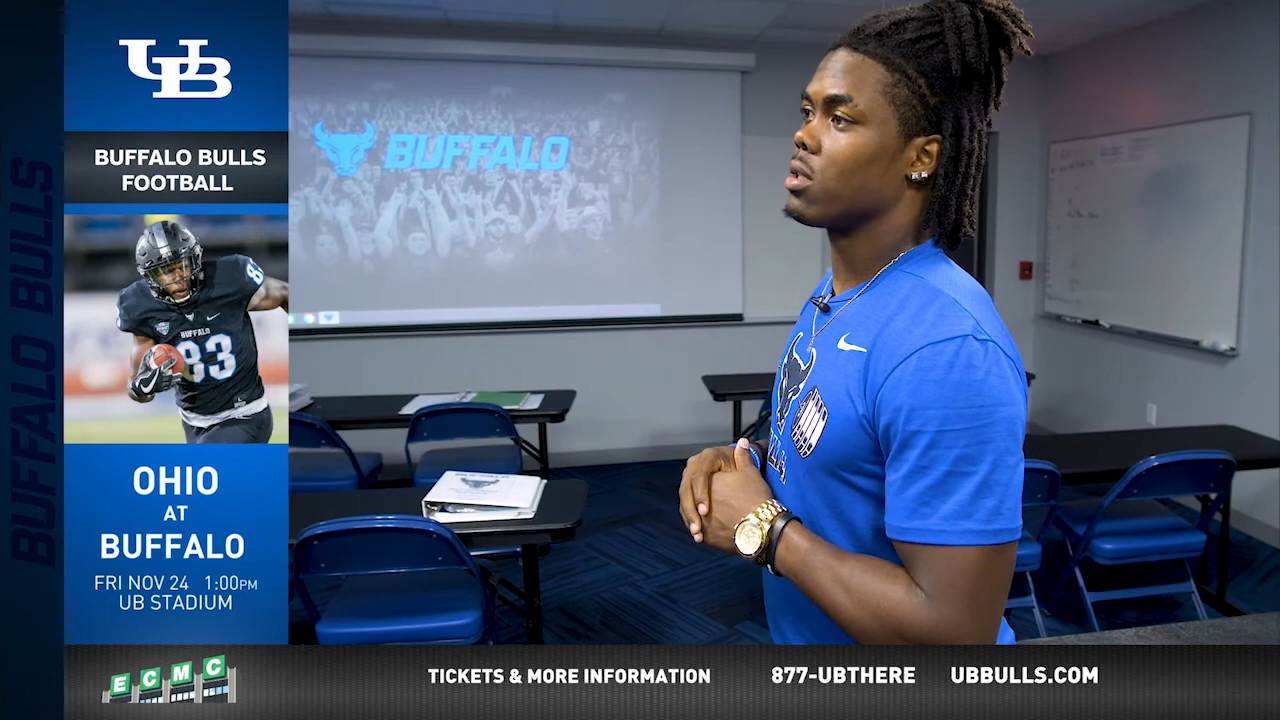 BUFFALO BULLS
UB
BUFFALO BULLS
FOOTBALL
83
BUFFALO
83
OHIO
AT
BUFFALO
FRI NOV 24 1:00PM
UB STADIUM
BUFFALO
ECMC
TICKETS & MORE INFORMATION 877-UBTHERE UBBULLS.COM